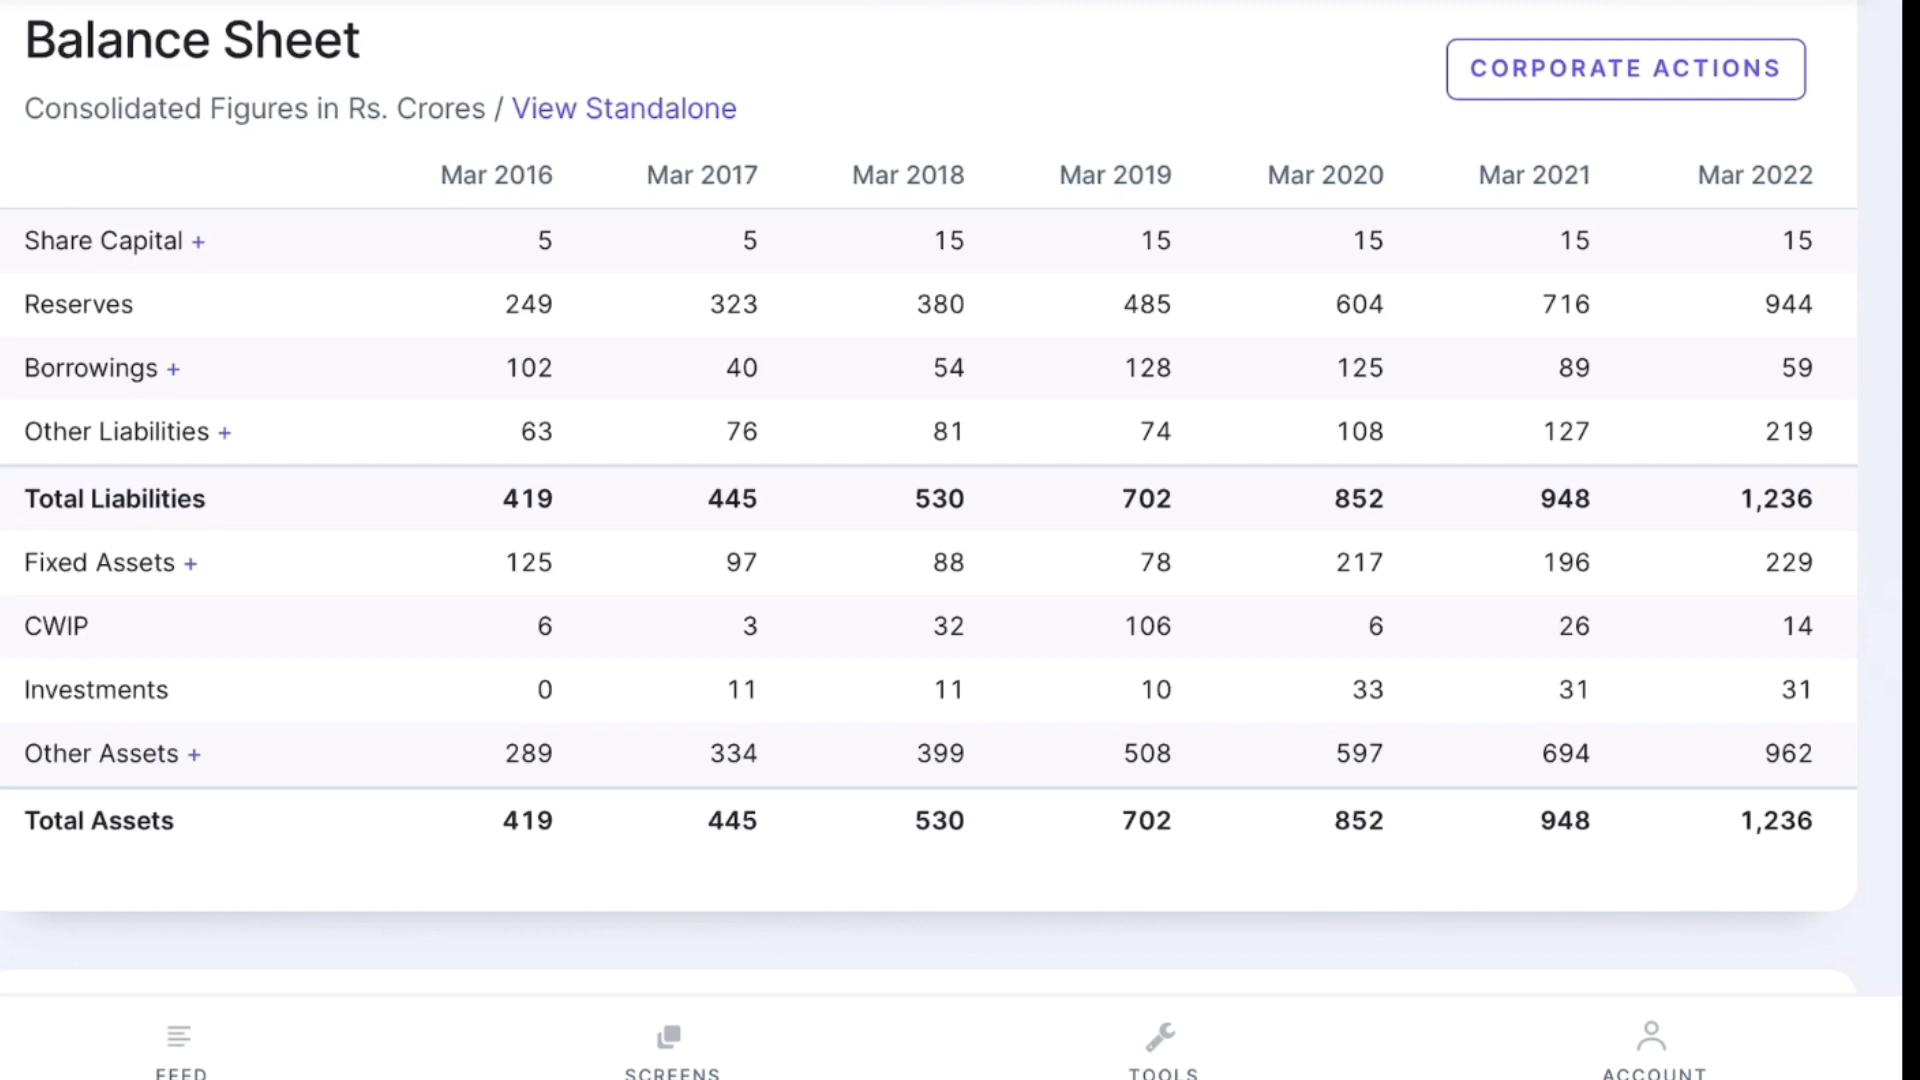 Balance Sheet
CORPORATE ACTIONS
Consolidated Figures in Rs. Crores / View Standalone
Mar 2016 Mar 2017 Mar 2018 Mar 2019 Mar 2020 Mar 2021 Mar 2022
Share Capital + 5 5 15 15 15 15 15
Reserves 249 323 380 485 604 716 944
Borrowings + 102 40 54 128 125 89 59
Other Liabilities + 63 76 81 74 108 127 219
Total Liabilities 419 445 530 702 852 948 1,236
Fixed Assets + 125 97 88 78 217 196 229
CWIP 6 3 32 106 6 26 14
Investments 0 11 11 10 33 31 31
Other Assets + 289 334 399 508 597 694 962
Total Assets 419 445 530 702 852 948 1,236
FEED SCREENS TOOLS ACCOUNT